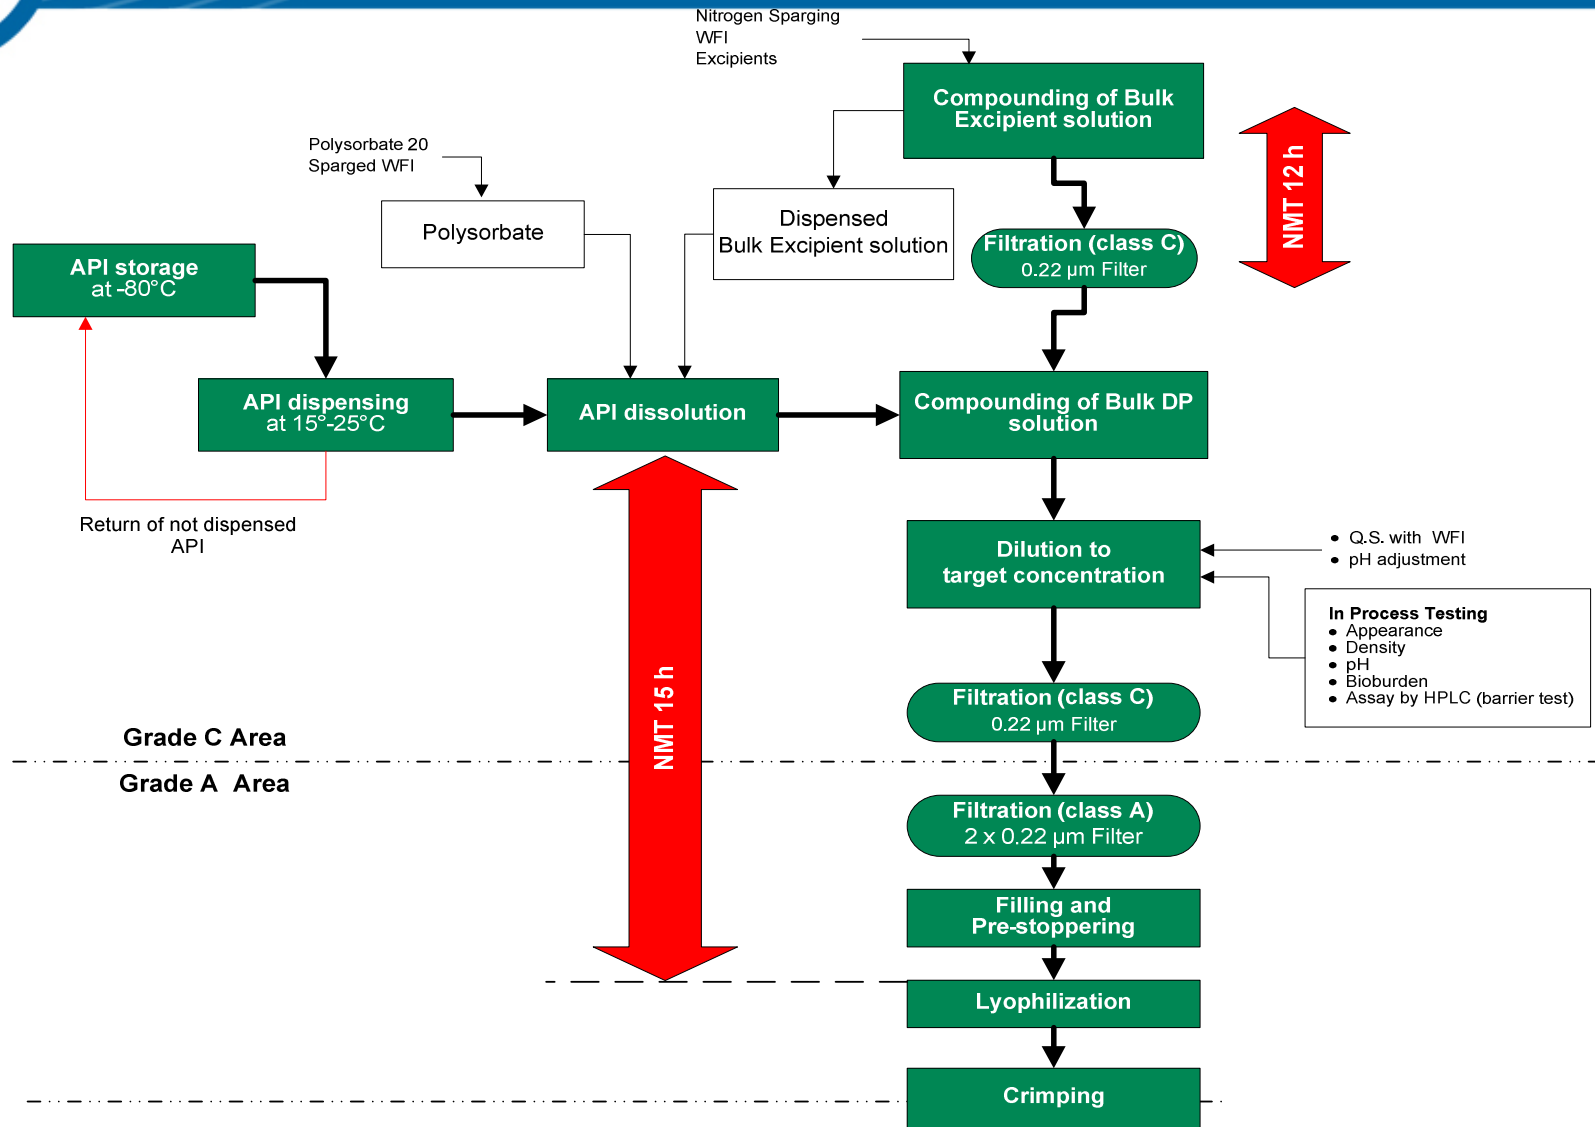 Nitrogen Sparging
WFI
Excipients
Compounding of Bulk
Excipient solution
NMT 12 h
Polysorbate 20
Sparged WFI
Polysorbate
Dispensed
Bulk Excipient solution
Filtration (class C)
0.22 µm Filter
API storage
at -80°C
API dispensing
at 15°-25°C
API dissolution
Compounding of Bulk DP
solution
Return of not dispensed
API
Dilution to
target concentration
• Q.S. with WFI
• pH adjustment
In Process Testing
• Appearance
• Density
• pH
• Bioburden
• Assay by HPLC (barrier test)
NMT 15 h
Filtration (class C)
0.22 µm Filter
Grade C Area
Grade A Area
Filtration (class A)
2 x 0.22 µm Filter
Filling and
Pre-stoppering
Lyophilization
Crimping